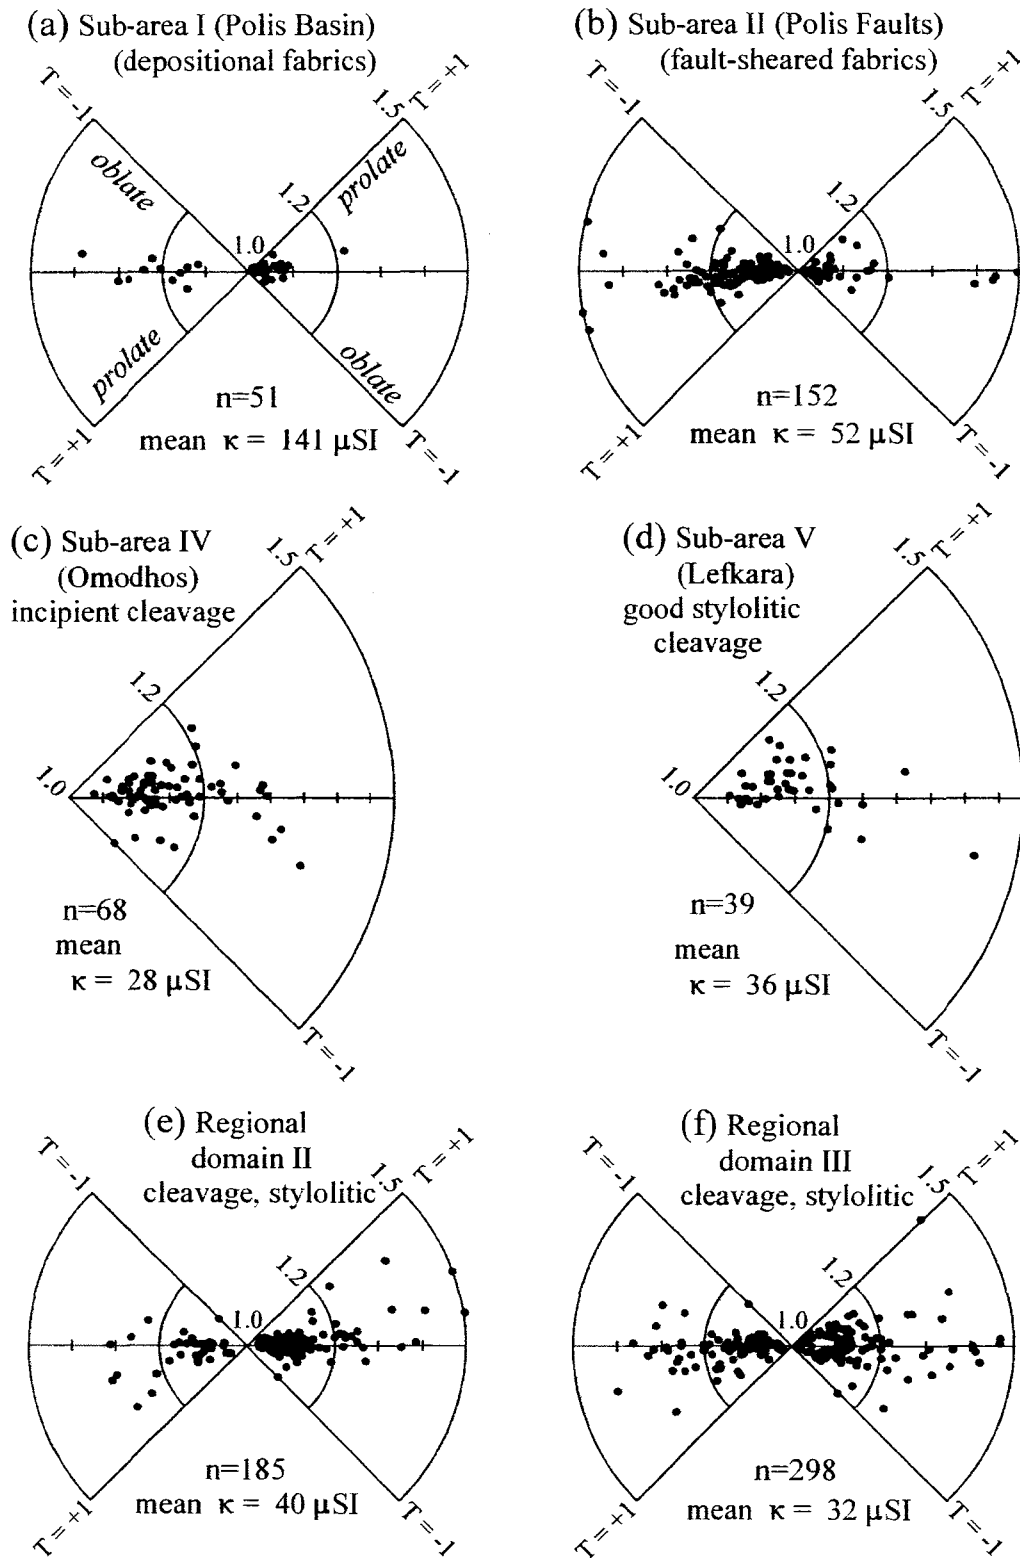 (a) Sub-area I (Polis Basin)
(depositional fabrics)
T = -1
1.5
T = +1
oblate
prolate
1.2
1.0
prolate
oblate
n=51
mean κ = 141 μSI
T = +1
T = -1
(b) Sub-area II (Polis Faults)
(fault-sheared fabrics)
T = -1
1.5
T = +1
1.2
1.0
n=152
mean κ = 52 μSI
T = +1
T = -1
(c) Sub-area IV
(Omodhos)
incipient cleavage
T = +1
1.5
1.2
1.0
n=68
mean
κ = 28 μSI
T = -1
(d) Sub-area V
(Lefkara)
good stylolitic
cleavage
T = +1
1.5
1.2
1.0
n=39
mean
κ = 36 μSI
T = -1
(e) Regional
domain II
cleavage, stylolitic
T = -1
1.5
T = +1
1.2
1.0
n=185
mean κ = 40 μSI
T = +1
T = -1
(f) Regional
domain III
cleavage, stylolitic
T = -1
1.5
T = +1
1.2
1.0
n=298
mean κ = 32 μSI
T = +1
T = -1